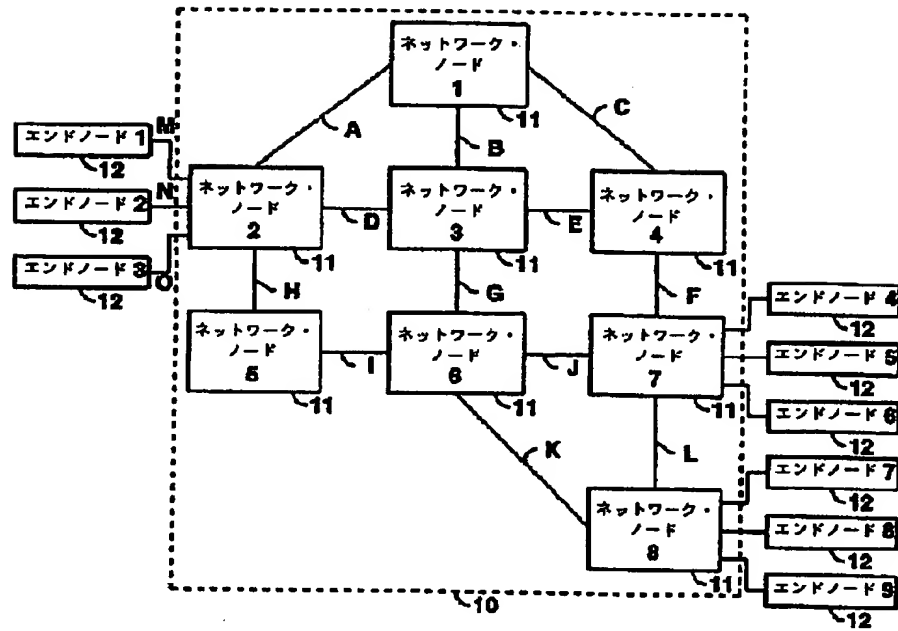 ネットワーク・
ノード
1
11
A
B
C
エンドノード 1
12
M
エンドノード 2
12
N
エンドノード 3
12
O
ネットワーク・
ノード
2
11
D
ネットワーク・
ノード
3
11
E
ネットワーク・
ノード
4
11
H
G
F
ネットワーク・
ノード
5
11
I
ネットワーク・
ノード
6
11
J
ネットワーク・
ノード
7
11
エンドノード 4
12
エンドノード 5
12
エンドノード 6
12
K
L
ネットワーク・
ノード
8
11
エンドノード 7
12
エンドノード 8
12
エンドノード 9
12
10